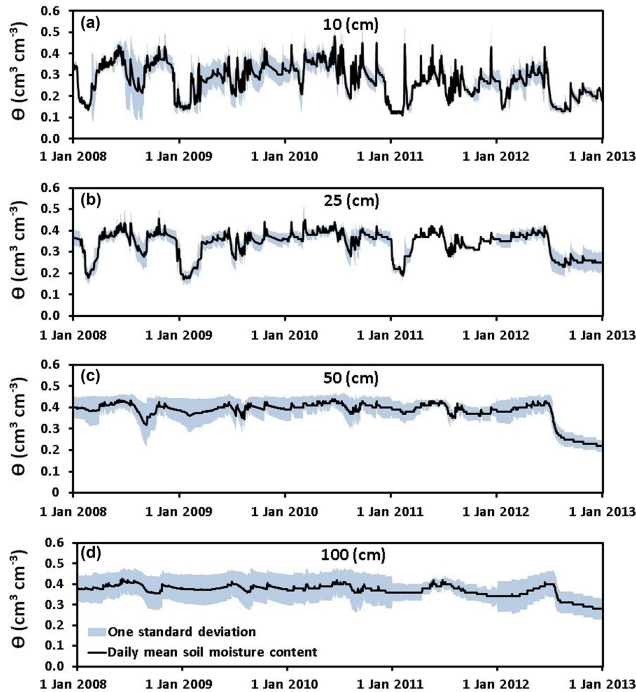 (a) 10 (cm)
Θ (cm³ cm⁻³)
0.6
0.5
0.4
0.3
0.2
0.1
0.0
1 Jan 2008 1 Jan 2009 1 Jan 2010 1 Jan 2011 1 Jan 2012 1 Jan 2013
(b) 25 (cm)
Θ (cm³ cm⁻³)
0.6
0.5
0.4
0.3
0.2
0.1
0.0
1 Jan 2008 1 Jan 2009 1 Jan 2010 1 Jan 2011 1 Jan 2012 1 Jan 2013
(c) 50 (cm)
Θ (cm³ cm⁻³)
0.6
0.5
0.4
0.3
0.2
0.1
0
1 Jan 2008 1 Jan 2009 1 Jan 2010 1 Jan 2011 1 Jan 2012 1 Jan 2013
(d) 100 (cm)
Θ (cm³ cm⁻³)
0.6
0.5
0.4
0.3
0.2
0.1
0.0
One standard deviation
Daily mean soil moisture content
1 Jan 2008 1 Jan 2009 1 Jan 2010 1 Jan 2011 1 Jan 2012 1 Jan 2013